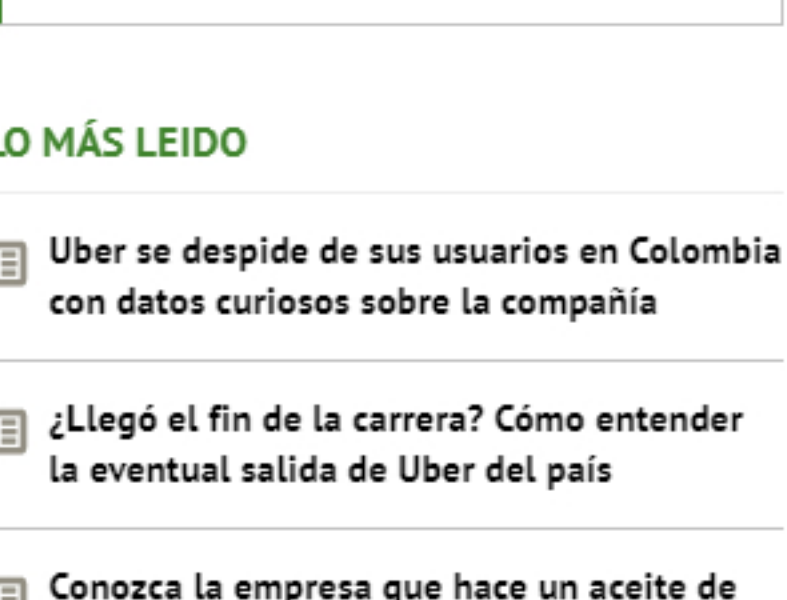 LO MÁS LEIDO
Uber se despide de sus usuarios en Colombia
con datos curiosos sobre la compañía
¿Llegó el fin de la carrera? Cómo entender
la eventual salida de Uber del país
Conozca la empresa que hace un aceite de